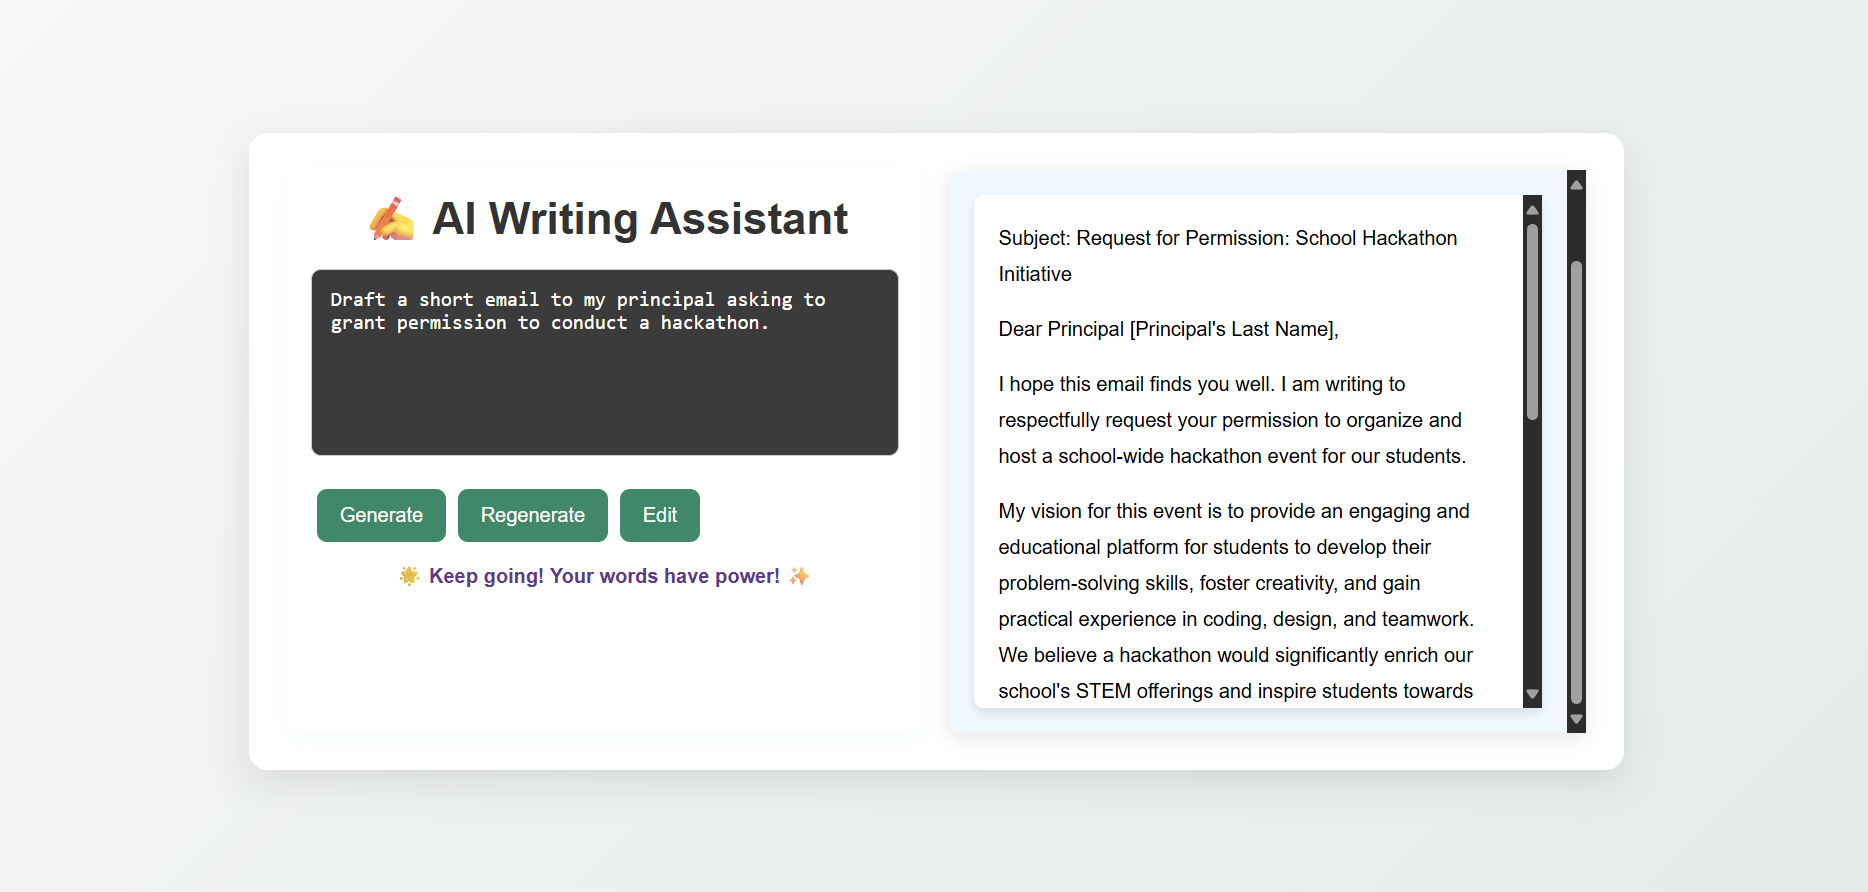 ✍️ AI Writing Assistant
Draft a short email to my principal asking to
grant permission to conduct a hackathon.
Generate
Regenerate
Edit
🌟 Keep going! Your words have power! ✨
Subject: Request for Permission: School Hackathon
Initiative
Dear Principal [Principal's Last Name],
I hope this email finds you well. I am writing to
respectfully request your permission to organize and
host a school-wide hackathon event for our students.
My vision for this event is to provide an engaging and
educational platform for students to develop their
problem-solving skills, foster creativity, and gain
practical experience in coding, design, and teamwork.
We believe a hackathon would significantly enrich our
school's STEM offerings and inspire students towards